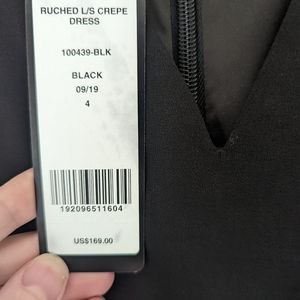 RUCHED L/S CREPE
DRESS
100439-BLK
BLACK
09/19
4
192096511604
US$169.00